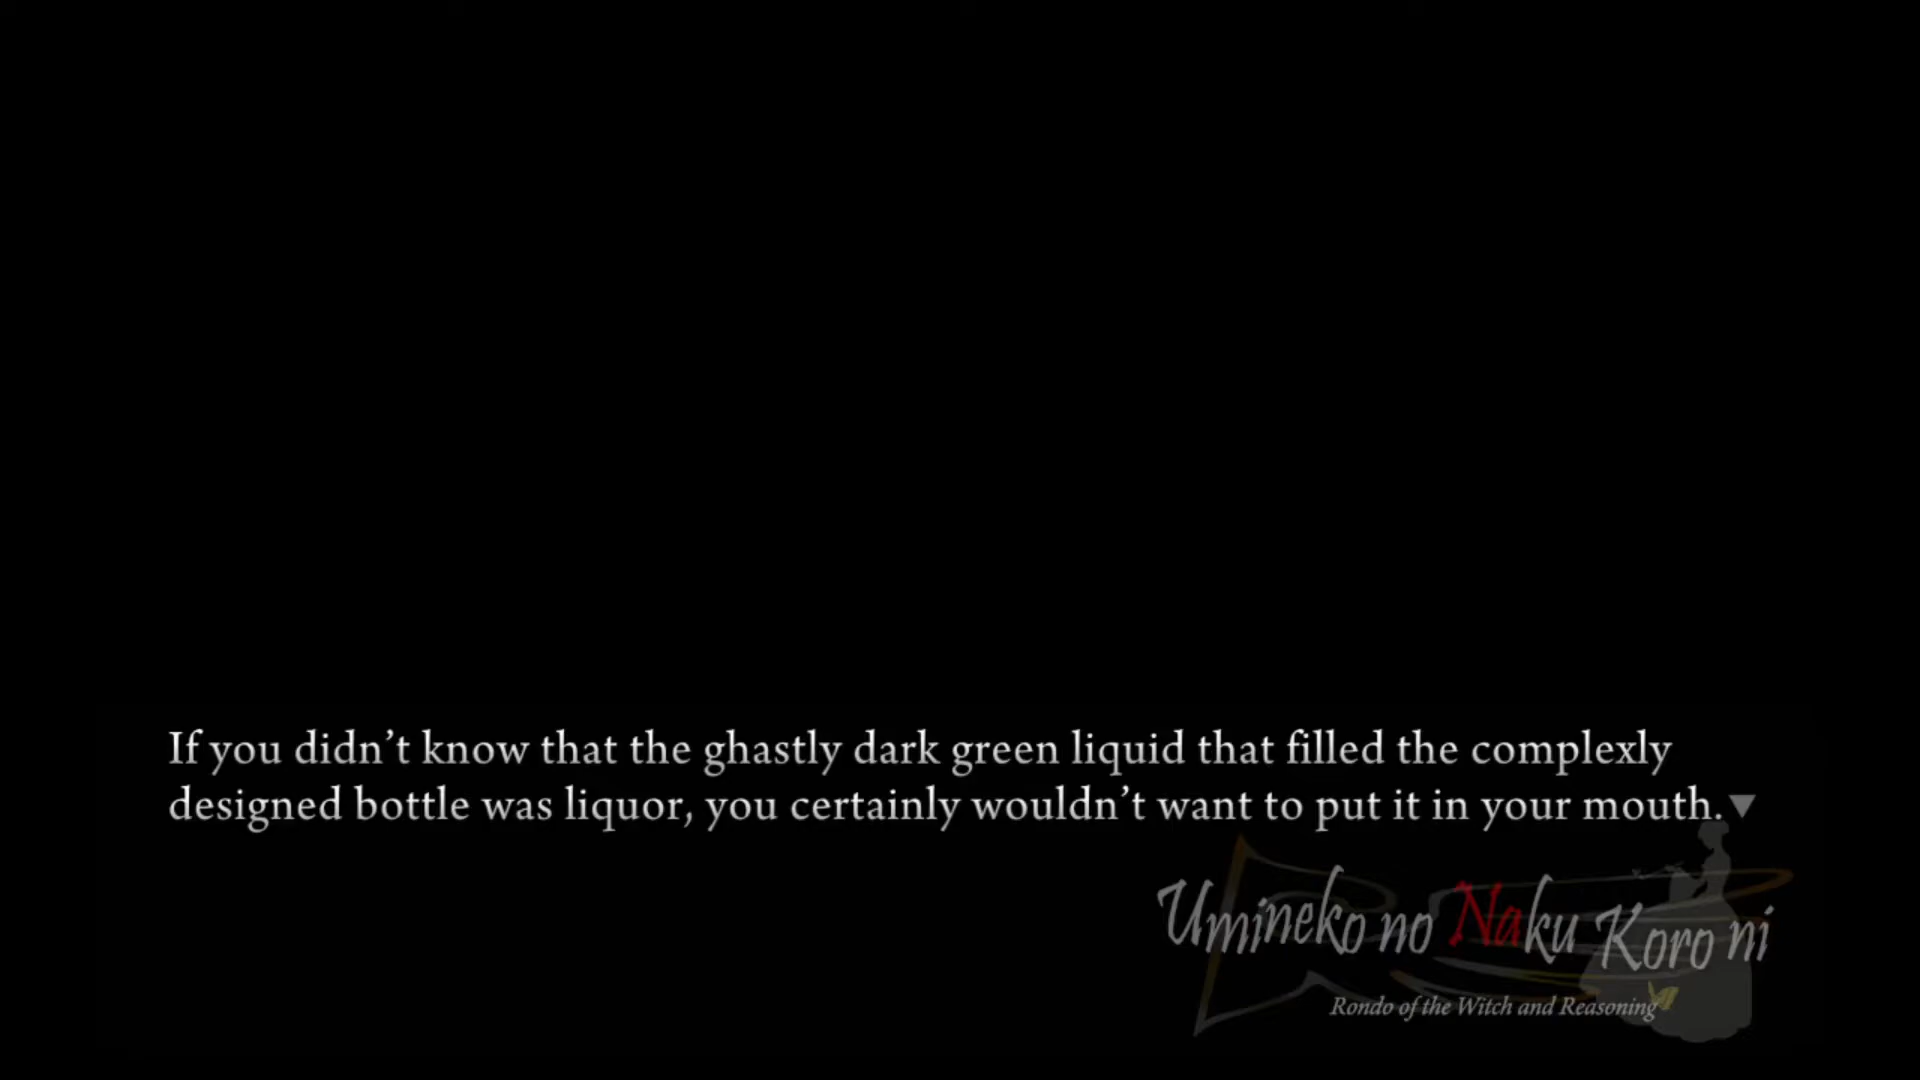 If you didn’t know that the ghastly dark green liquid that filled the complexly
designed bottle was liquor, you certainly wouldn’t want to put it in your mouth.
Umineko no Naku Koro ni
Rondo of the Witch and Reasoning